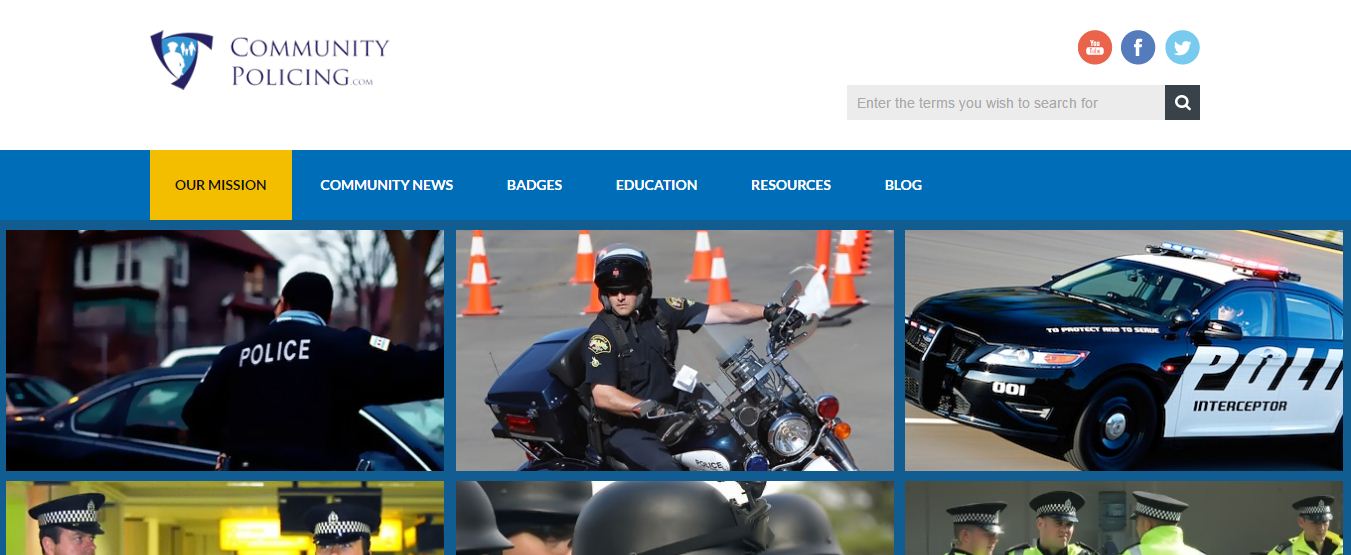 COMMUNITY
POLICING.COM
You
Tube
f
Enter the terms you wish to search for
OUR MISSION
COMMUNITY NEWS
BADGES
EDUCATION
RESOURCES
BLOG
POLICE
POLICE
TO PROTECT AND TO SERVE
001
POLI
INTERCEPTOR